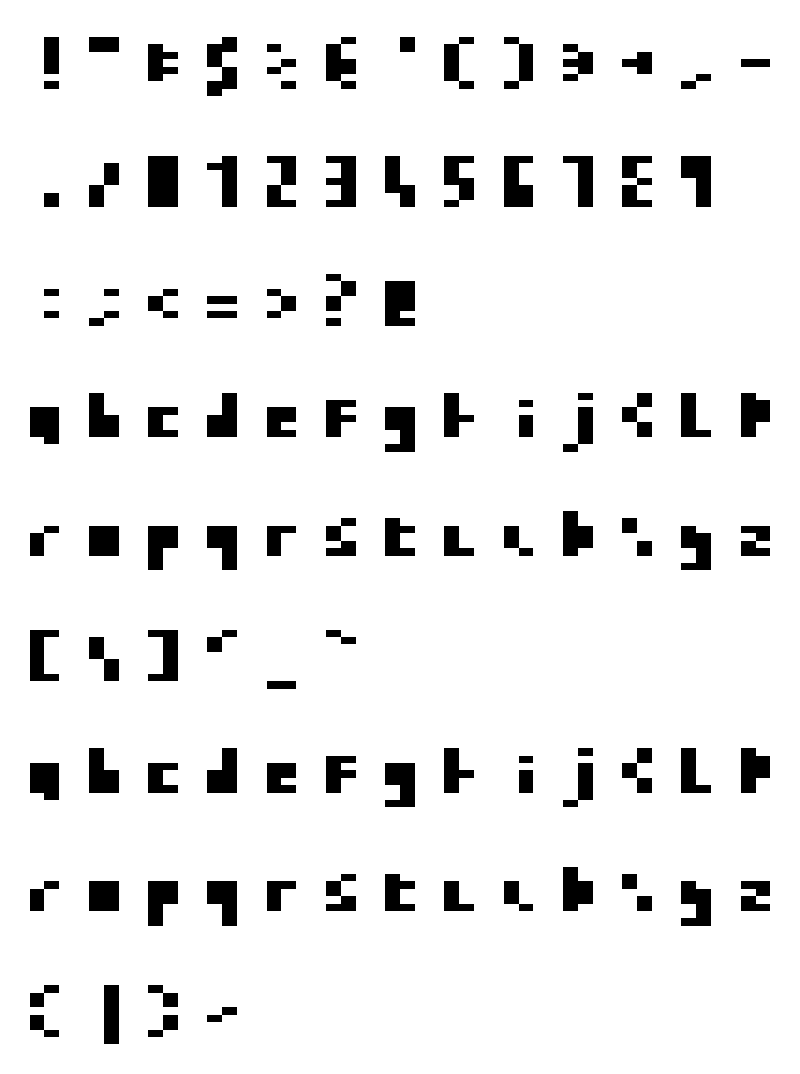 ! " # $ % & ' ( ) * + , -
. / 0 1 2 3 4 5 6 7 8 9
: ; < = > ? @
a b c d e f g h i j k l m
n o p q r s t u v w x y z
[ \ ] ^ _ `
a b c d e f g h i j k l m
n o p q r s t u v w x y z
{ | } ~